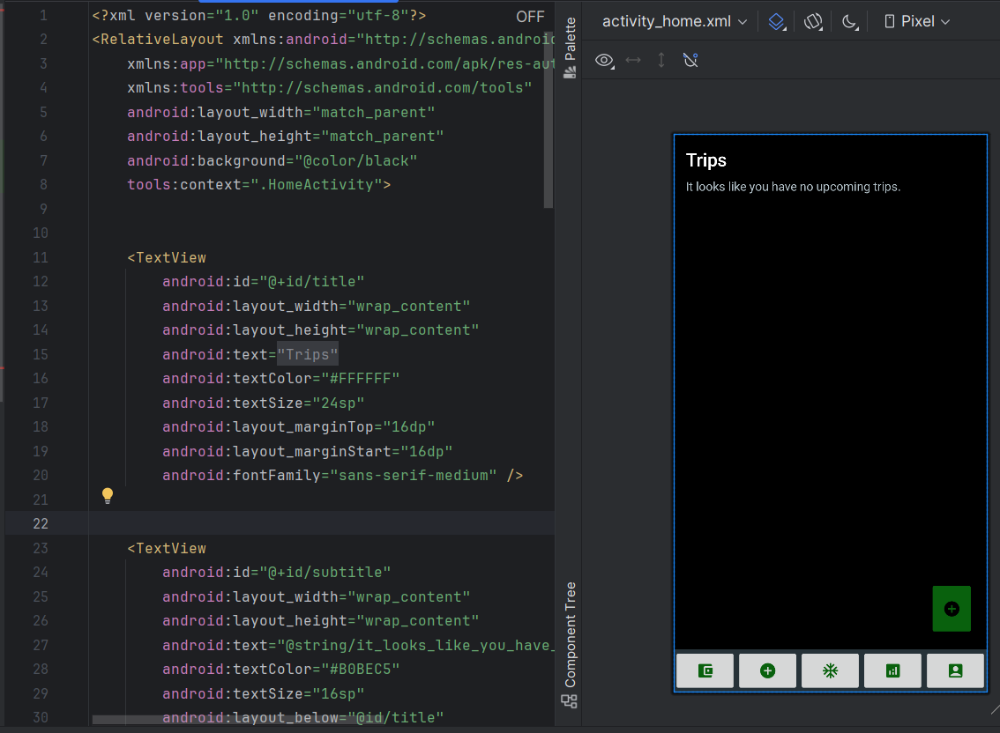 1 <?xml version="1.0" encoding="utf-8"?>
OFF
2 <RelativeLayout xmlns:android="http://schemas.androi
3 xmlns:app="http://schemas.android.com/apk/res-aut
4 xmlns:tools="http://schemas.android.com/tools"
5 android:layout_width="match_parent"
6 android:layout_height="match_parent"
7 android:background="@color/black"
8 tools:context=".HomeActivity">
9
10
11 <TextView
12 android:id="@+id/title"
13 android:layout_width="wrap_content"
14 android:layout_height="wrap_content"
15 android:text="Trips"
16 android:textColor="#FFFFFF"
17 android:textSize="24sp"
18 android:layout_marginTop="16dp"
19 android:layout_marginStart="16dp"
20 android:fontFamily="sans-serif-medium" />
21
22
23 <TextView
24 android:id="@+id/subtitle"
25 android:layout_width="wrap_content"
26 android:layout_height="wrap_content"
27 android:text="@string/it_looks_like_you_have_
28 android:textColor="#B0BEC5"
29 android:textSize="16sp"
30 android:layout_below="@id/title"
Palette
Component Tree
activity_home.xml
Pixel
Trips
It looks like you have no upcoming trips.